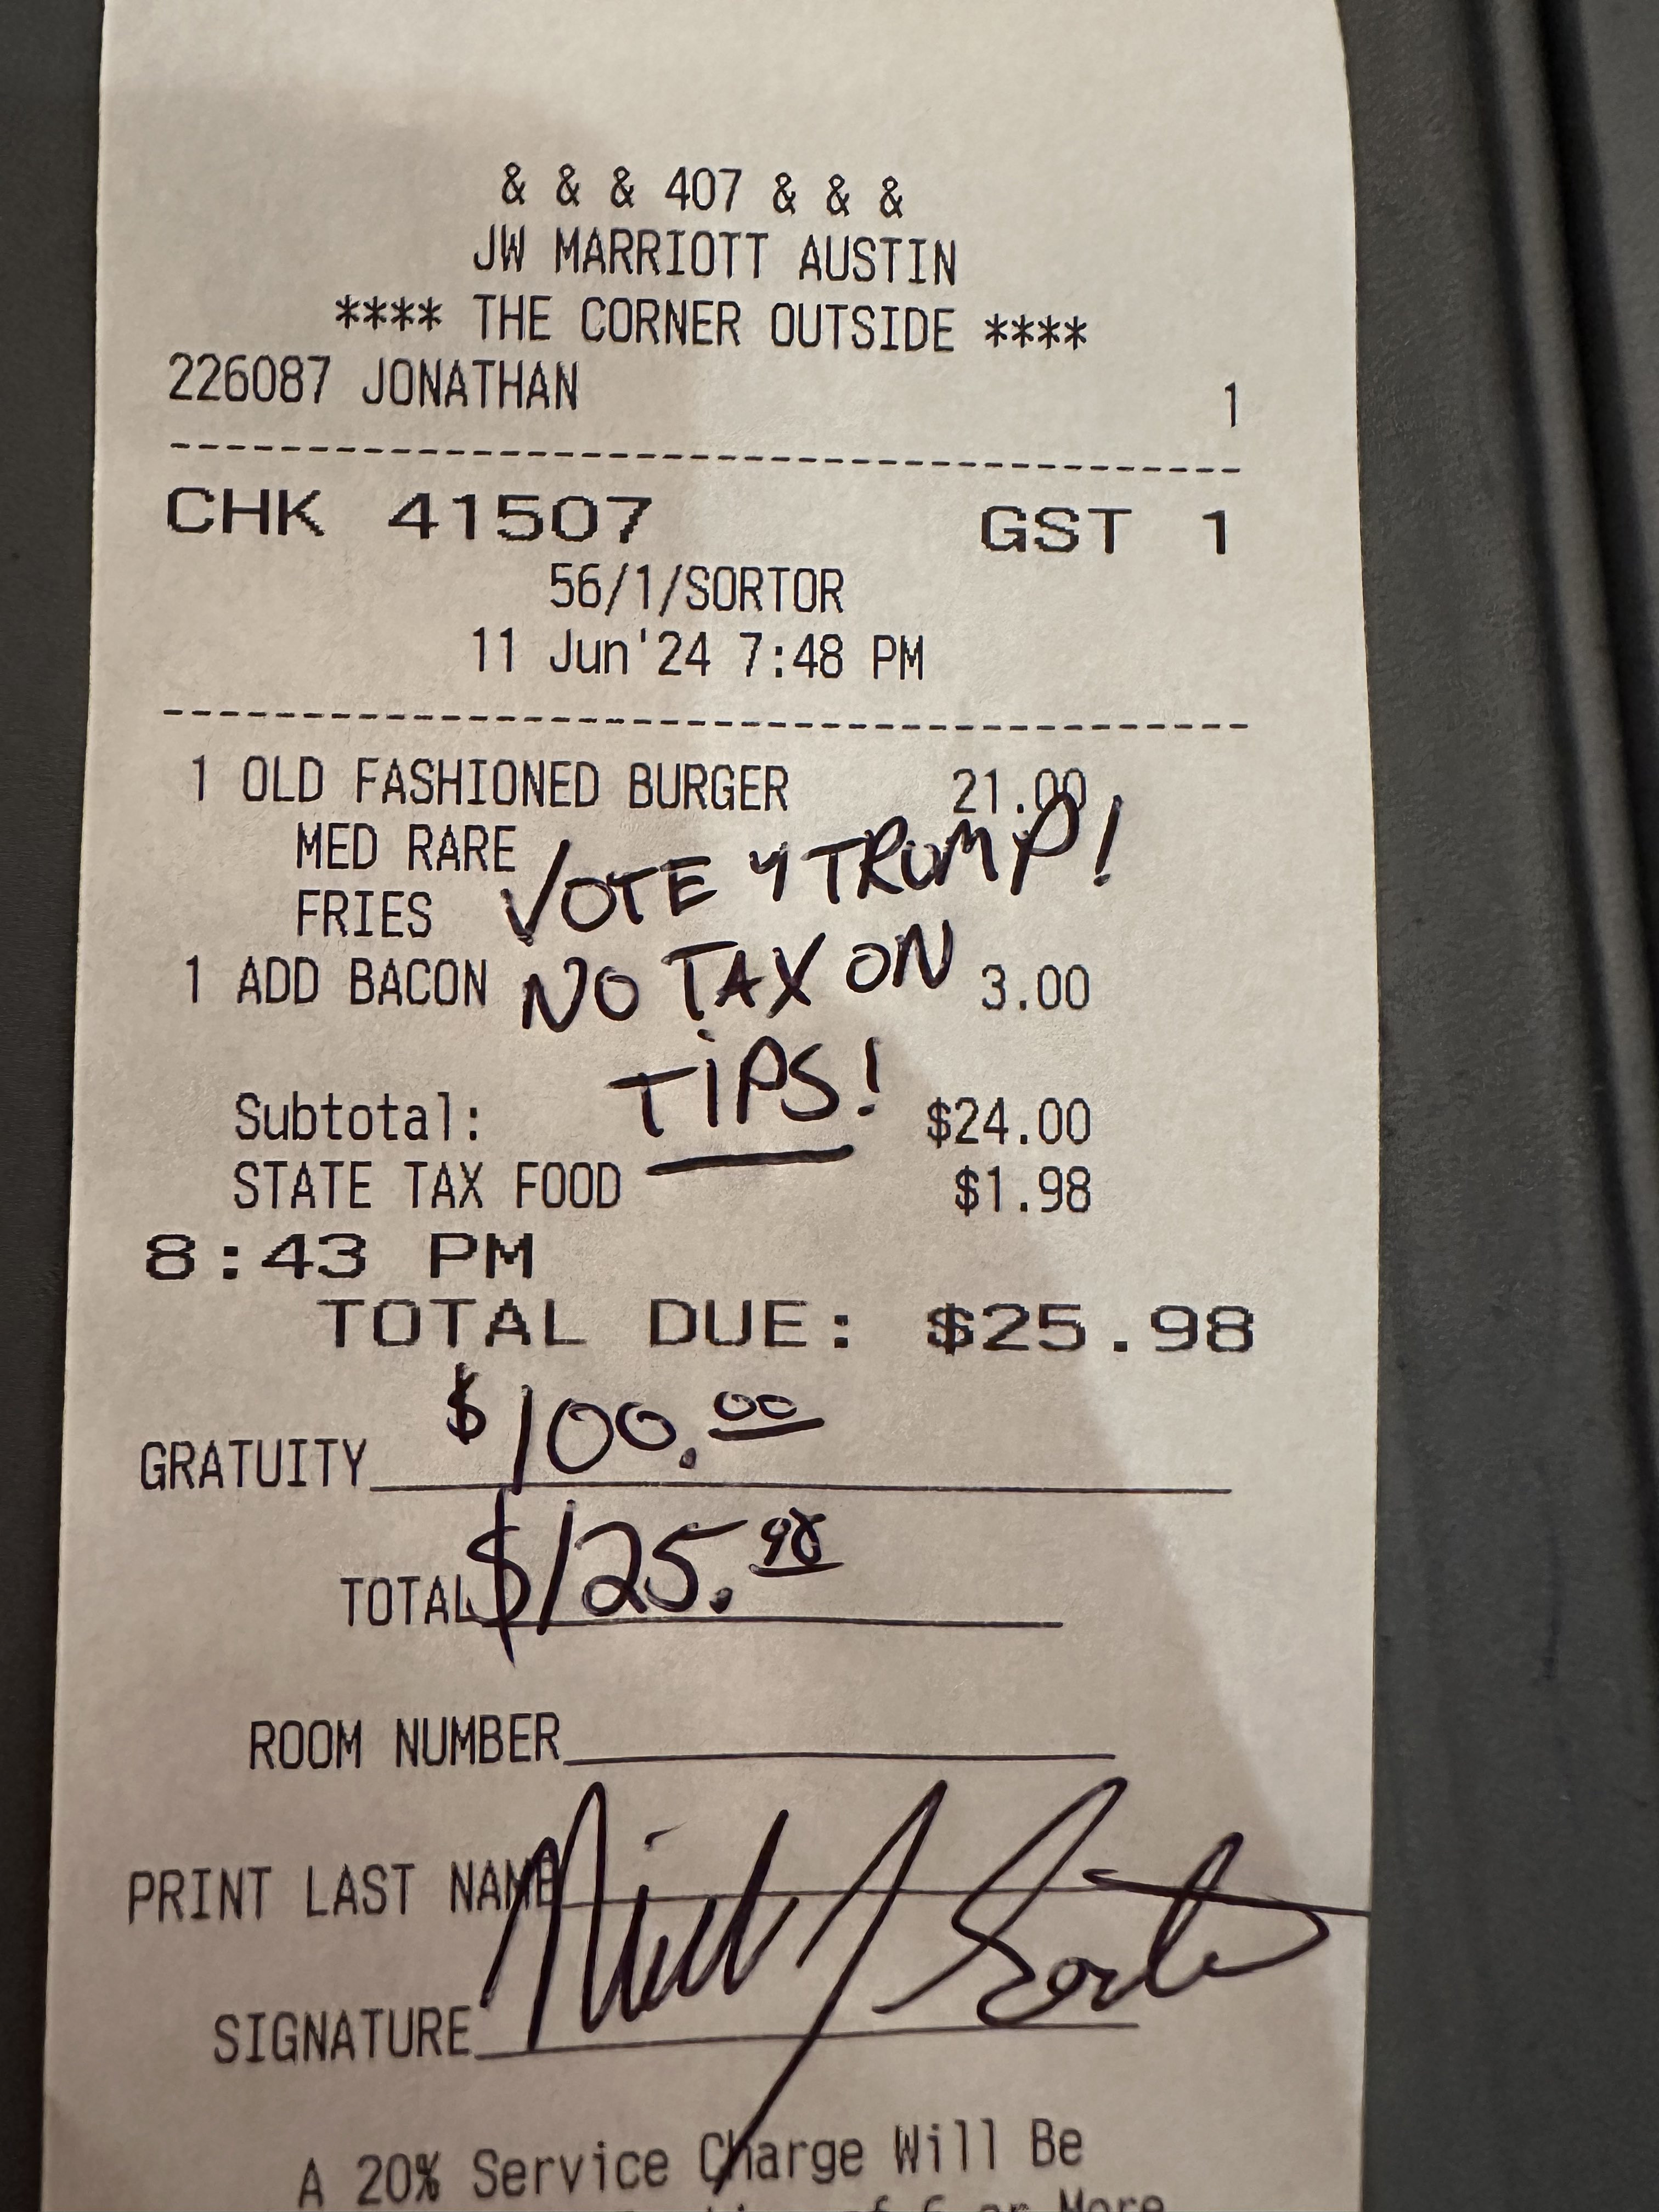 & & & 407 & & &
JW MARRIOTT AUSTIN
**** THE CORNER OUTSIDE ****
226087 JONATHAN 1
CHK 41507 GST 1
56/1/SORTOR
11 Jun'24 7:48 PM
1 OLD FASHIONED BURGER 21.00
MED RARE
VOTE 4 TRUMP!
FRIES
1 ADD BACON 3.00
NO TAX ON
TIPS!
Subtotal: $24.00
STATE TAX FOOD $1.98
8:43 PM
TOTAL DUE: $25.98
GRATUITY $100.00
TOTAL $125.98
ROOM NUMBER
PRINT LAST NAME
SIGNATURE
A 20% Service Charge Will Be
of 6 or More